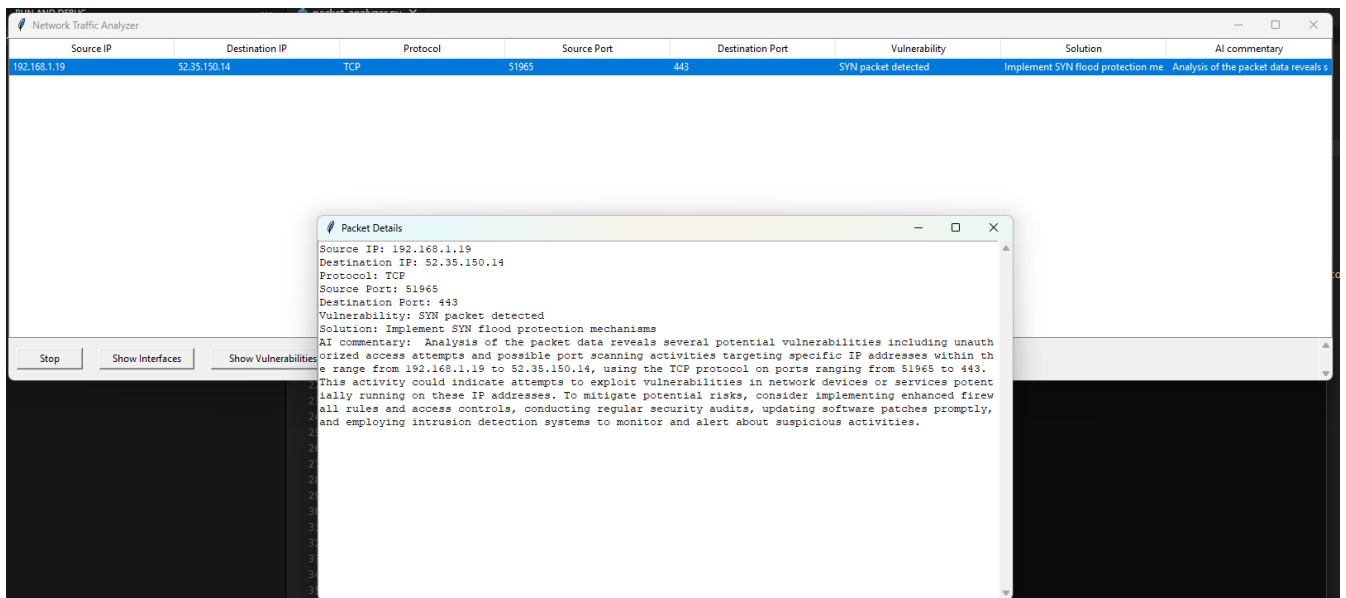 Network Traffic Analyzer
Source IP Destination IP Protocol Source Port Destination Port Vulnerability Solution AI commentary
192.168.1.19 52.35.150.14 TCP 51965 443 SYN packet detected Implement SYN flood protection me Analysis of the packet data reveals s
Packet Details
Source IP: 192.168.1.19
Destination IP: 52.35.150.14
Protocol: TCP
Source Port: 51965
Destination Port: 443
Vulnerability: SYN packet detected
Solution: Implement SYN flood protection mechanisms
AI commentary:  Analysis of the packet data reveals several potential vulnerabilities including unauth
orized access attempts and possible port scanning activities targeting specific IP addresses within th
e range from 192.168.1.19 to 52.35.150.14, using the TCP protocol on ports ranging from 51965 to 443.
This activity could indicate attempts to exploit vulnerabilities in network devices or services potent
ially running on these IP addresses. To mitigate potential risks, consider implementing enhanced firew
all rules and access controls, conducting regular security audits, updating software patches promptly,
and employing intrusion detection systems to monitor and alert about suspicious activities.
Stop Show Interfaces Show Vulnerabilities